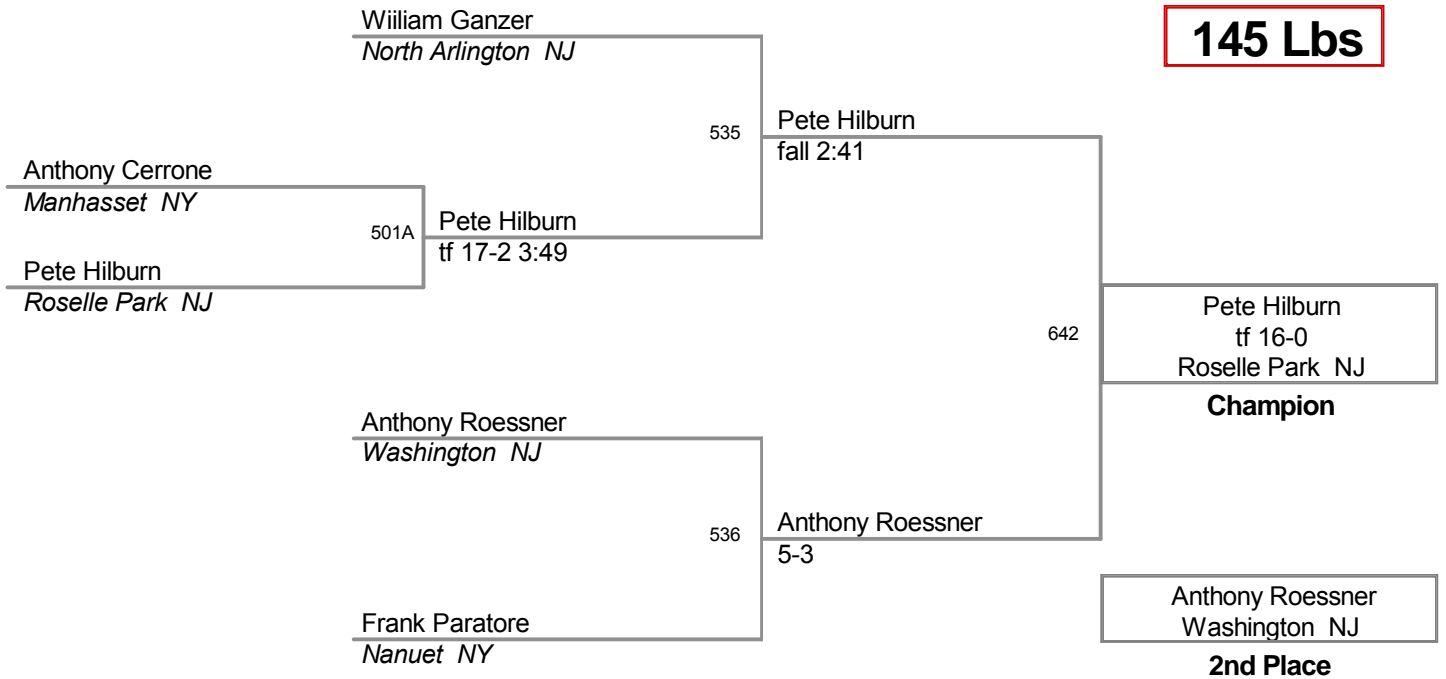 Wiilliam Ganzer
North Arlington NJ
145 Lbs
535
Pete Hilburn
fall 2:41
Anthony Cerrone
Manhasset NY
501A
Pete Hilburn
tf 17-2 3:49
Pete Hilburn
Roselle Park NJ
642
Pete Hilburn
tf 16-0
Roselle Park NJ
Champion
Anthony Roessner
Washington NJ
536
Anthony Roessner
5-3
Frank Paratore
Nanuet NY
Anthony Roessner
Washington NJ
2nd Place